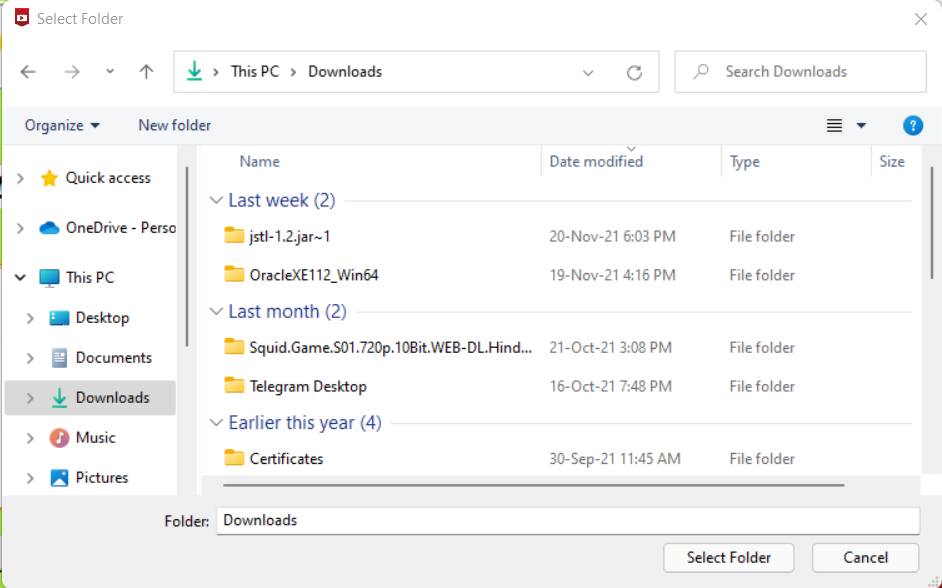 Select Folder
This PC > Downloads
Search Downloads
Organize
New folder
?
Name
Date modified
Type
Size
Quick access
OneDrive - Perso
This PC
Desktop
Documents
Downloads
Music
Pictures
Last week (2)
jstl-1.2.jar~1 20-Nov-21 6:03 PM File folder
OracleXE112_Win64 19-Nov-21 4:16 PM File folder
Last month (2)
Squid.Game.S01.720p.10Bit.WEB-DL.Hind... 21-Oct-21 3:08 PM File folder
Telegram Desktop 16-Oct-21 7:48 PM File folder
Earlier this year (4)
Certificates 30-Sep-21 11:45 AM File folder
Folder: Downloads
Select Folder
Cancel